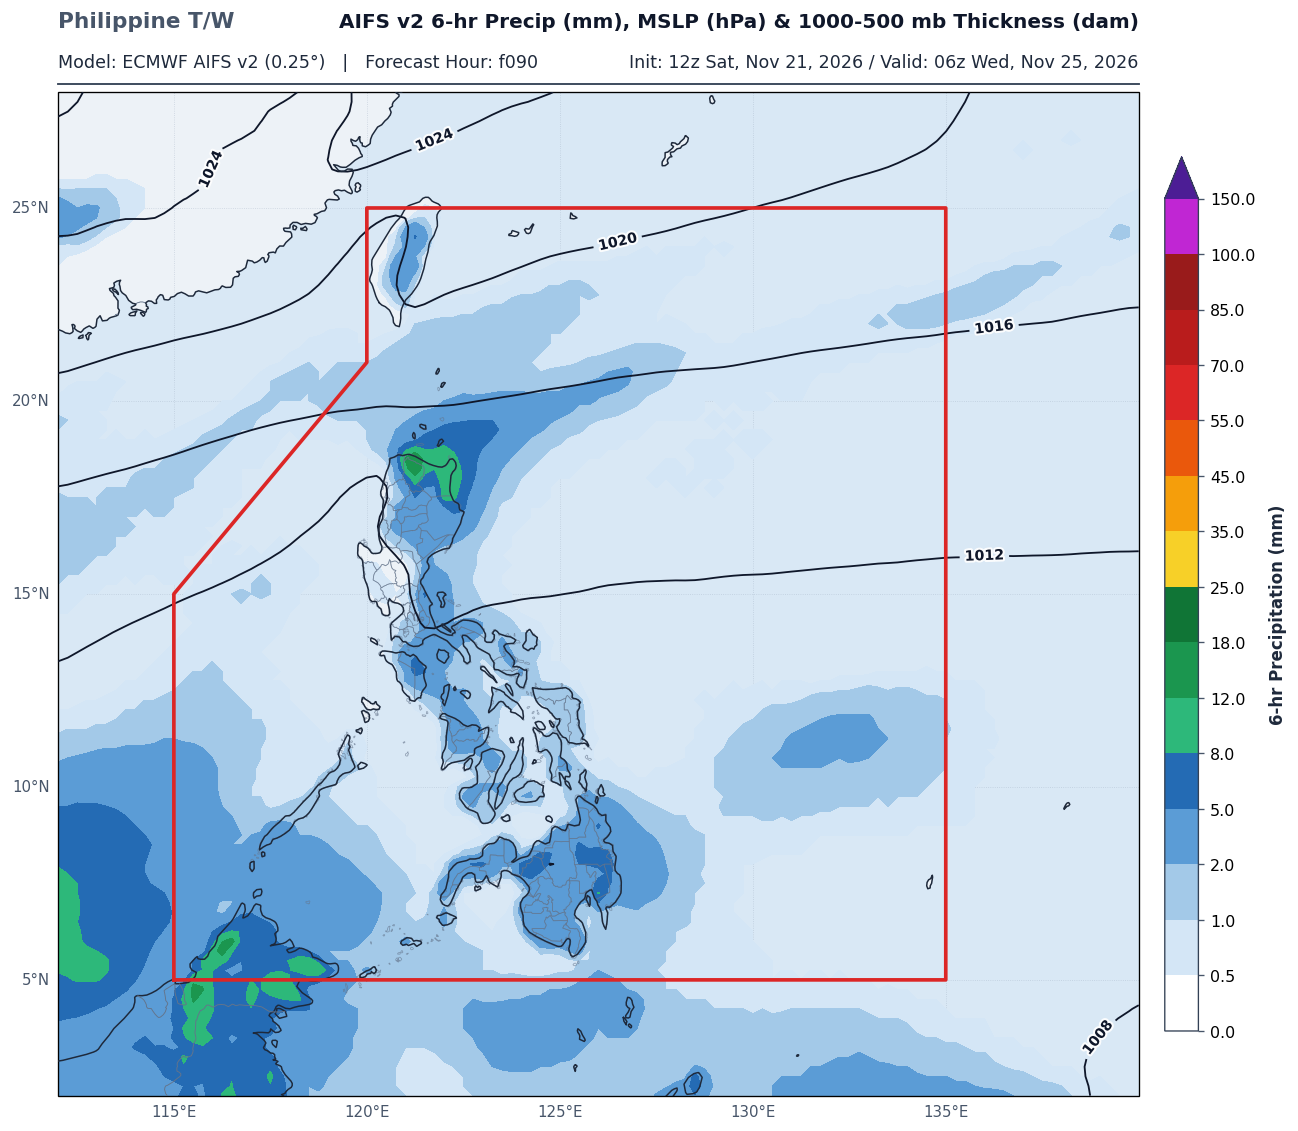 Philippine T/W
AIFS v2 6-hr Precip (mm), MSLP (hPa) & 1000-500 mb Thickness (dam)
Model: ECMWF AIFS v2 (0.25°) | Forecast Hour: f090
Init: 12z Sat, Nov 21, 2026 / Valid: 06z Wed, Nov 25, 2026
1024
1024
1020
1016
1012
1008
25°N
20°N
15°N
10°N
5°N
115°E
120°E
125°E
130°E
135°E
150.0
100.0
85.0
70.0
55.0
45.0
35.0
25.0
18.0
12.0
8.0
5.0
2.0
1.0
0.5
0.0
6-hr Precipitation (mm)